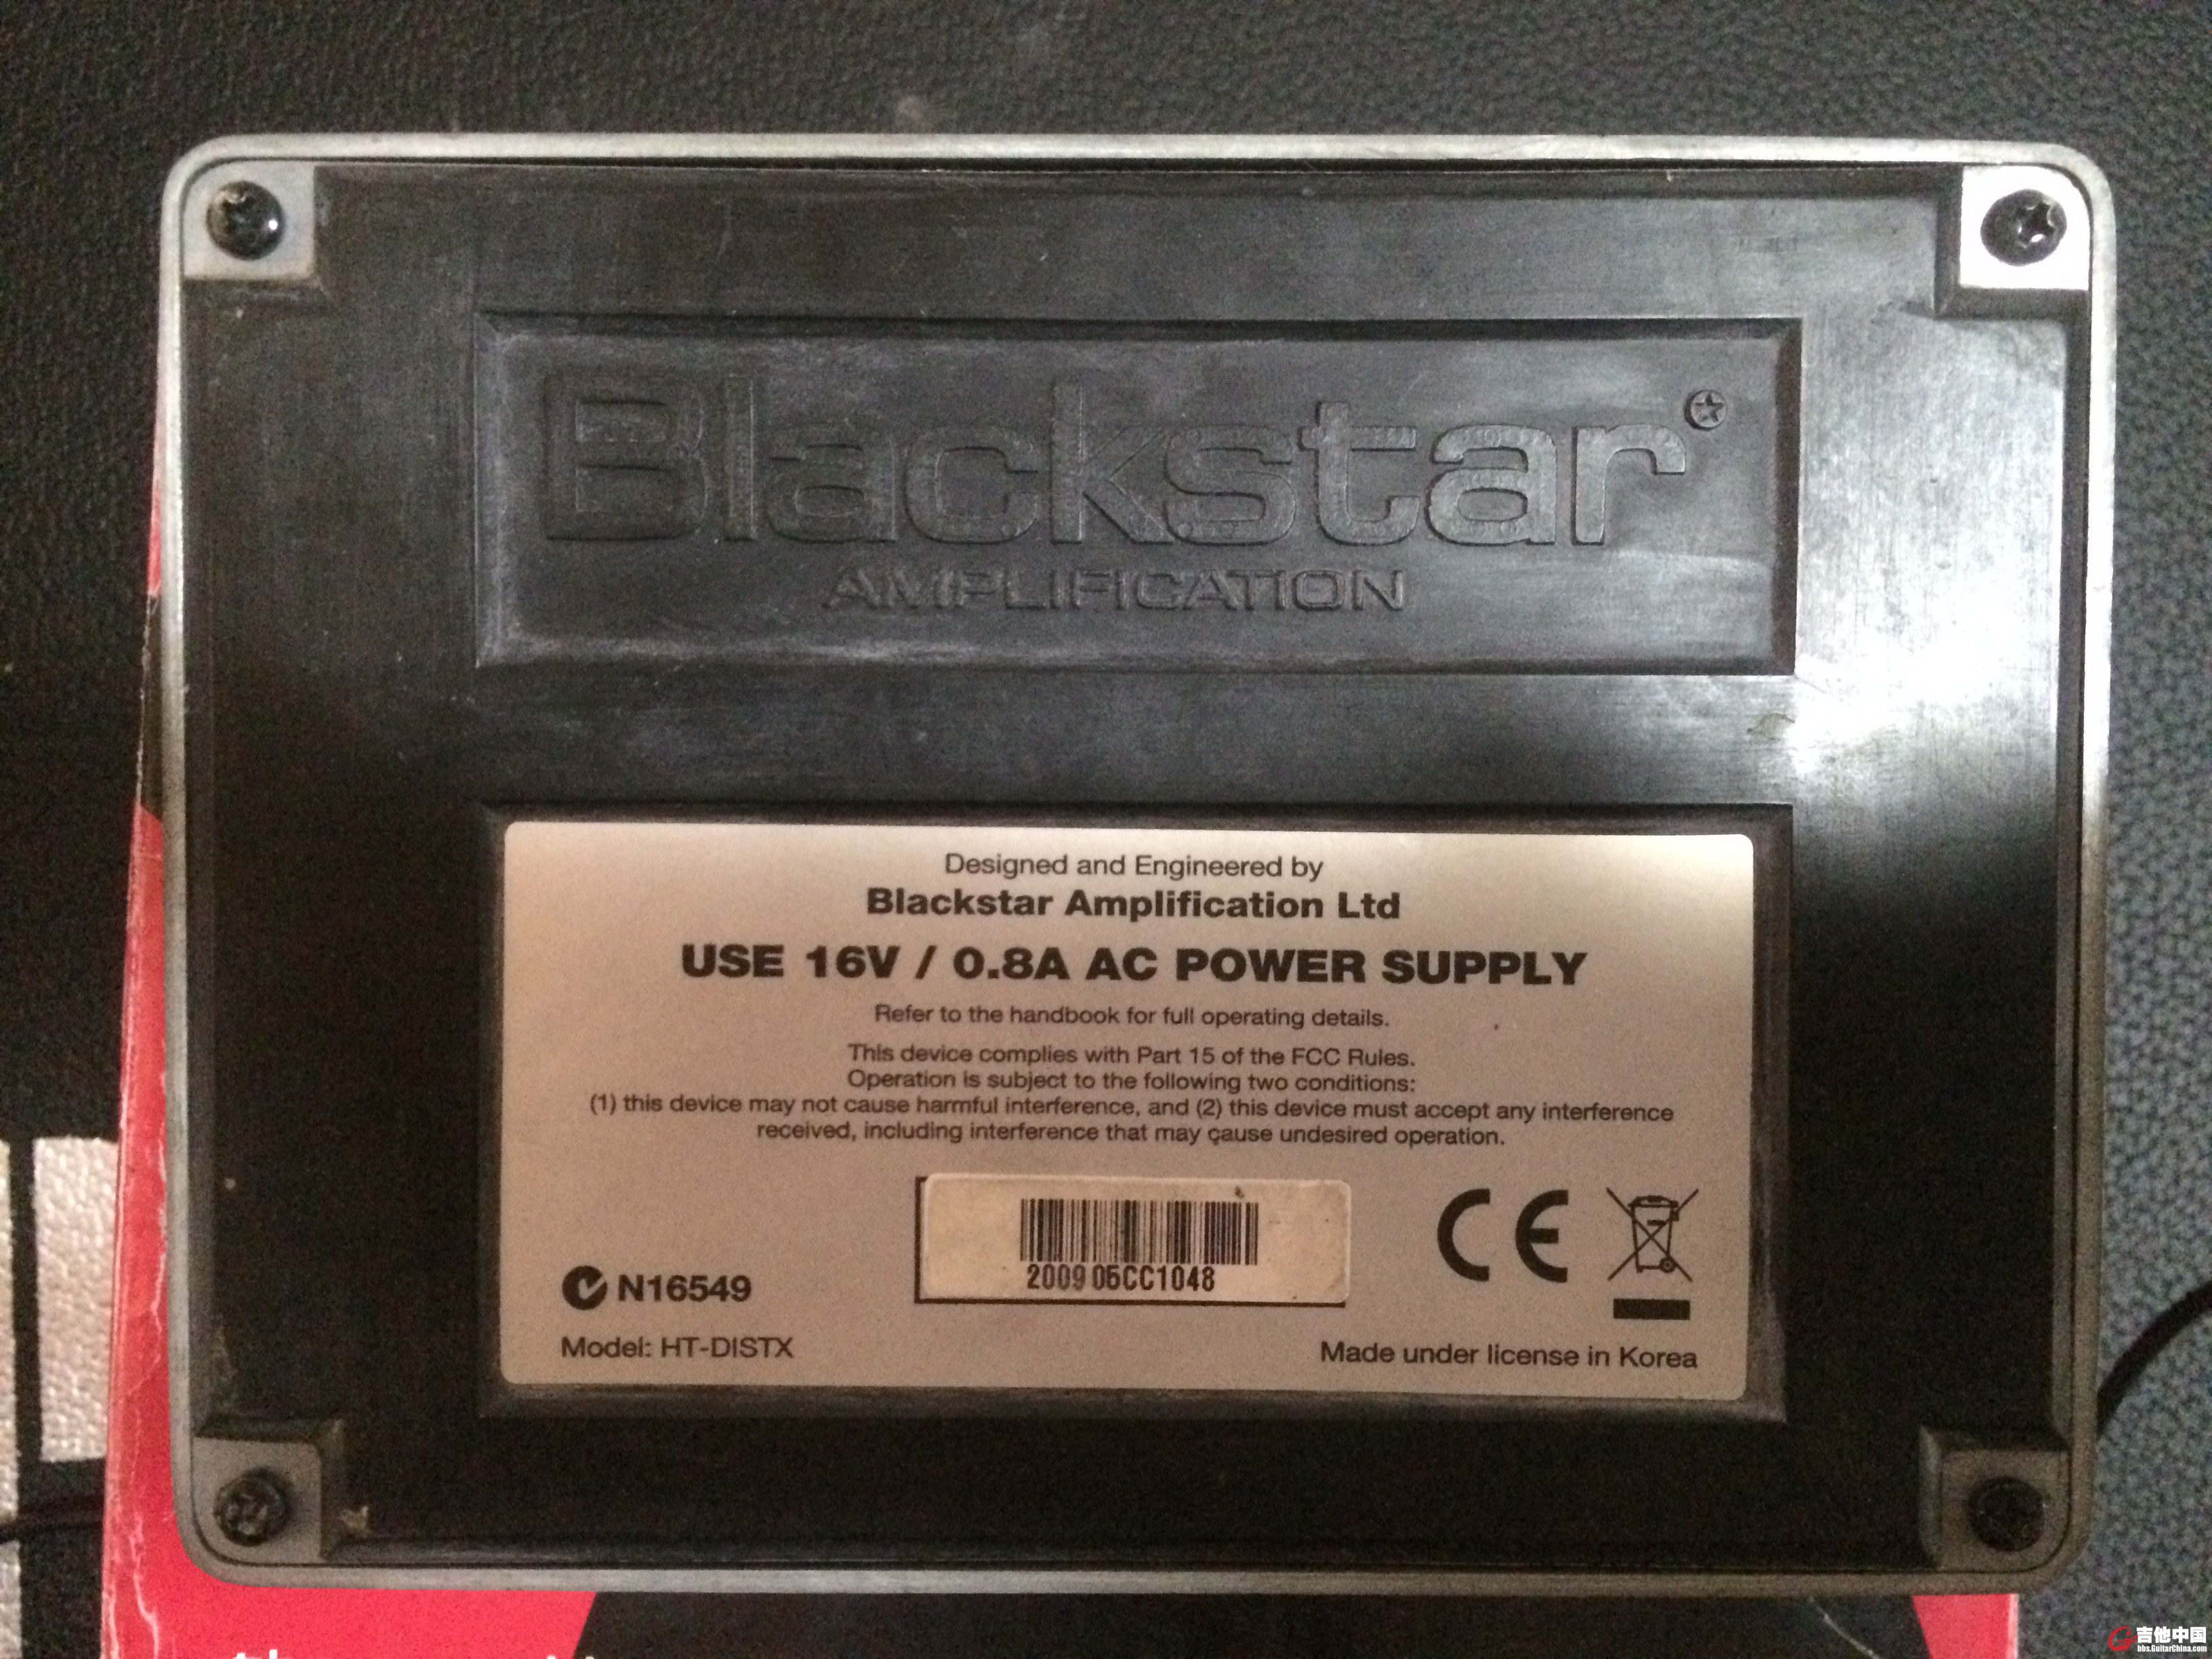 Blackstar
AMPLIFICATION
Designed and Engineered by
Blackstar Amplification Ltd
USE 16V / 0.8A AC POWER SUPPLY
Refer to the handbook for full operating details.
This device complies with Part 15 of the FCC Rules.
Operation is subject to the following two conditions:
(1) this device may not cause harmful interference, and (2) this device must accept any interference
received, including interference that may cause undesired operation.
200905CC1048
CE
N16549
Model: HT-DISTX
Made under license in Korea
吉他中国
bbs.GuitarChina.com